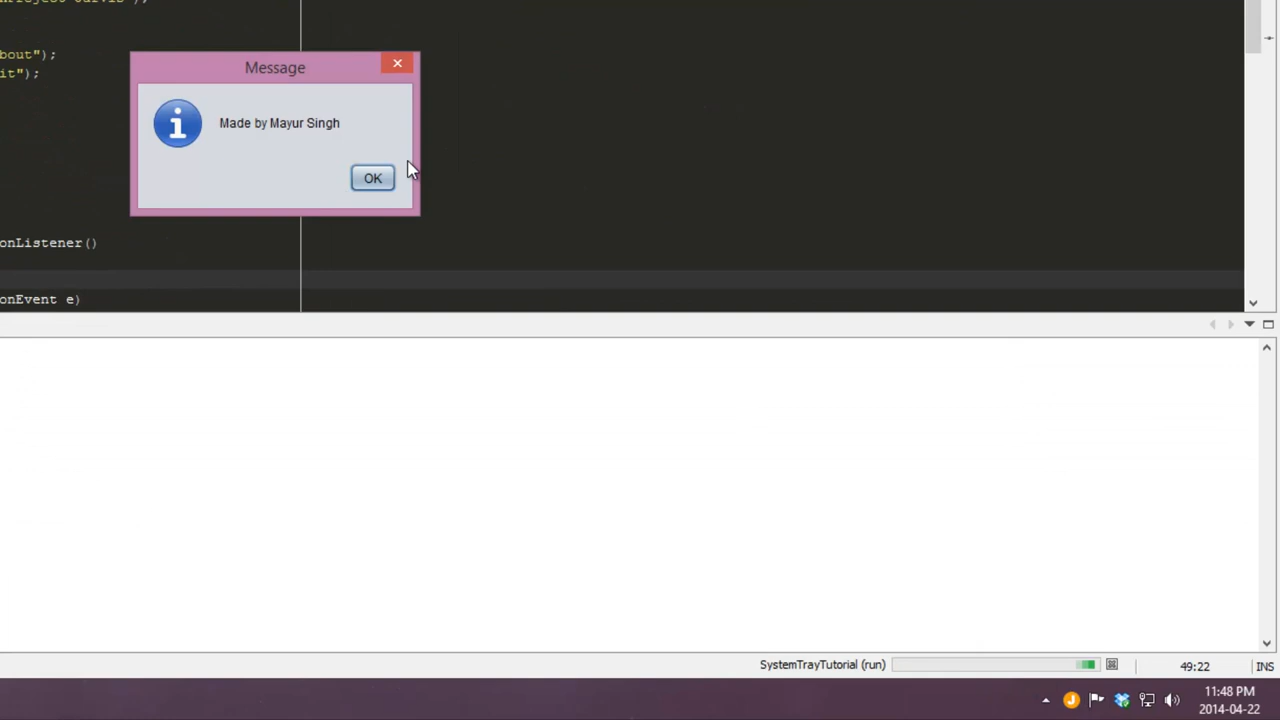 bout");
it");
Message
Made by Mayur Singh
OK
onListener()
onEvent e)
SystemTrayTutorial (run)
49:22
INS
11:48 PM
2014-04-22